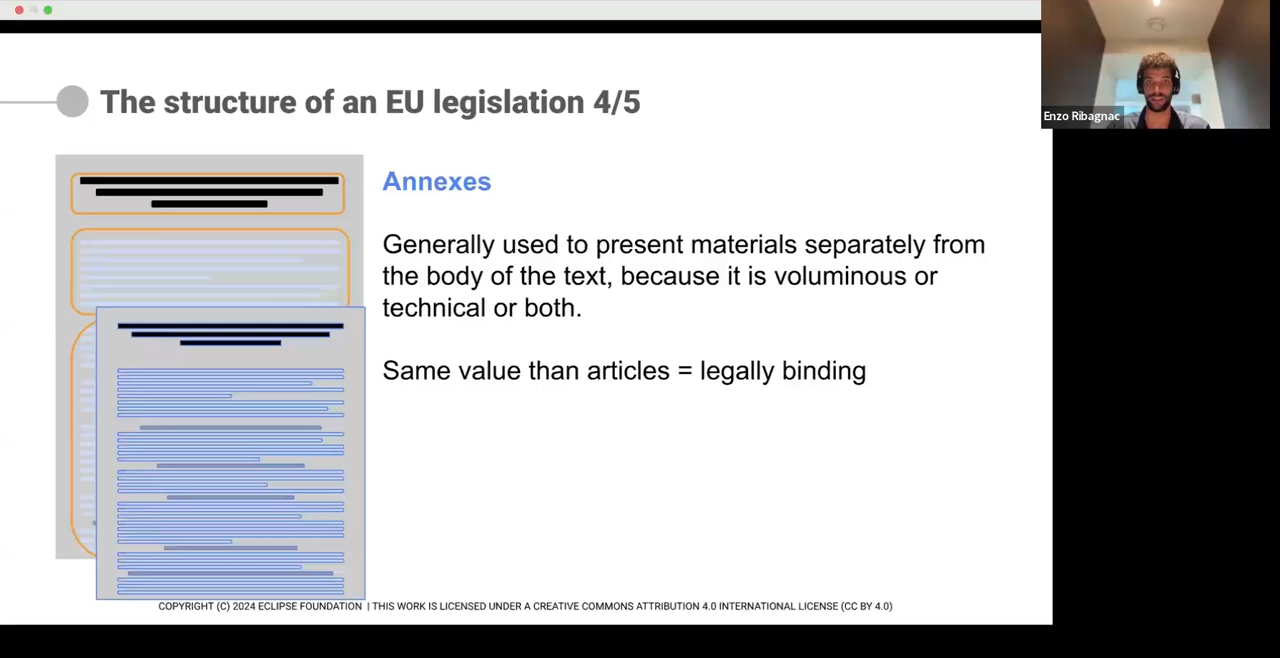 The structure of an EU legislation 4/5
Enzo Ribagnac
Annexes
Generally used to present materials separately from
the body of the text, because it is voluminous or
technical or both.
Same value than articles = legally binding
COPYRIGHT (C) 2024 ECLIPSE FOUNDATION | THIS WORK IS LICENSED UNDER A CREATIVE COMMONS ATTRIBUTION 4.0 INTERNATIONAL LICENSE (CC BY 4.0)